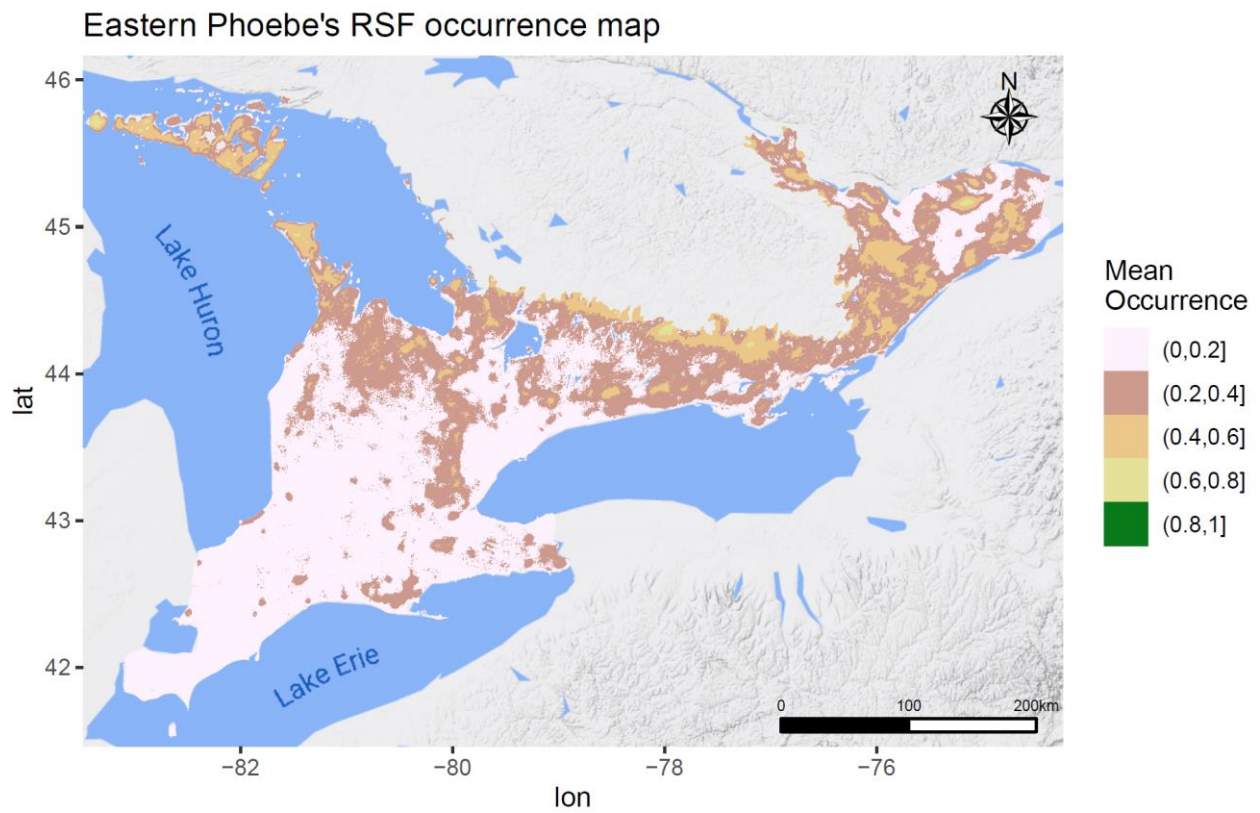 Eastern Phoebe's RSF occurrence map
46
45
44
43
42
lat
N
Lake Huron
Lake Erie
0 100 200km
−82 −80 −78 −76
lon
Mean
Occurrence
(0,0.2]
(0.2,0.4]
(0.4,0.6]
(0.6,0.8]
(0.8,1]